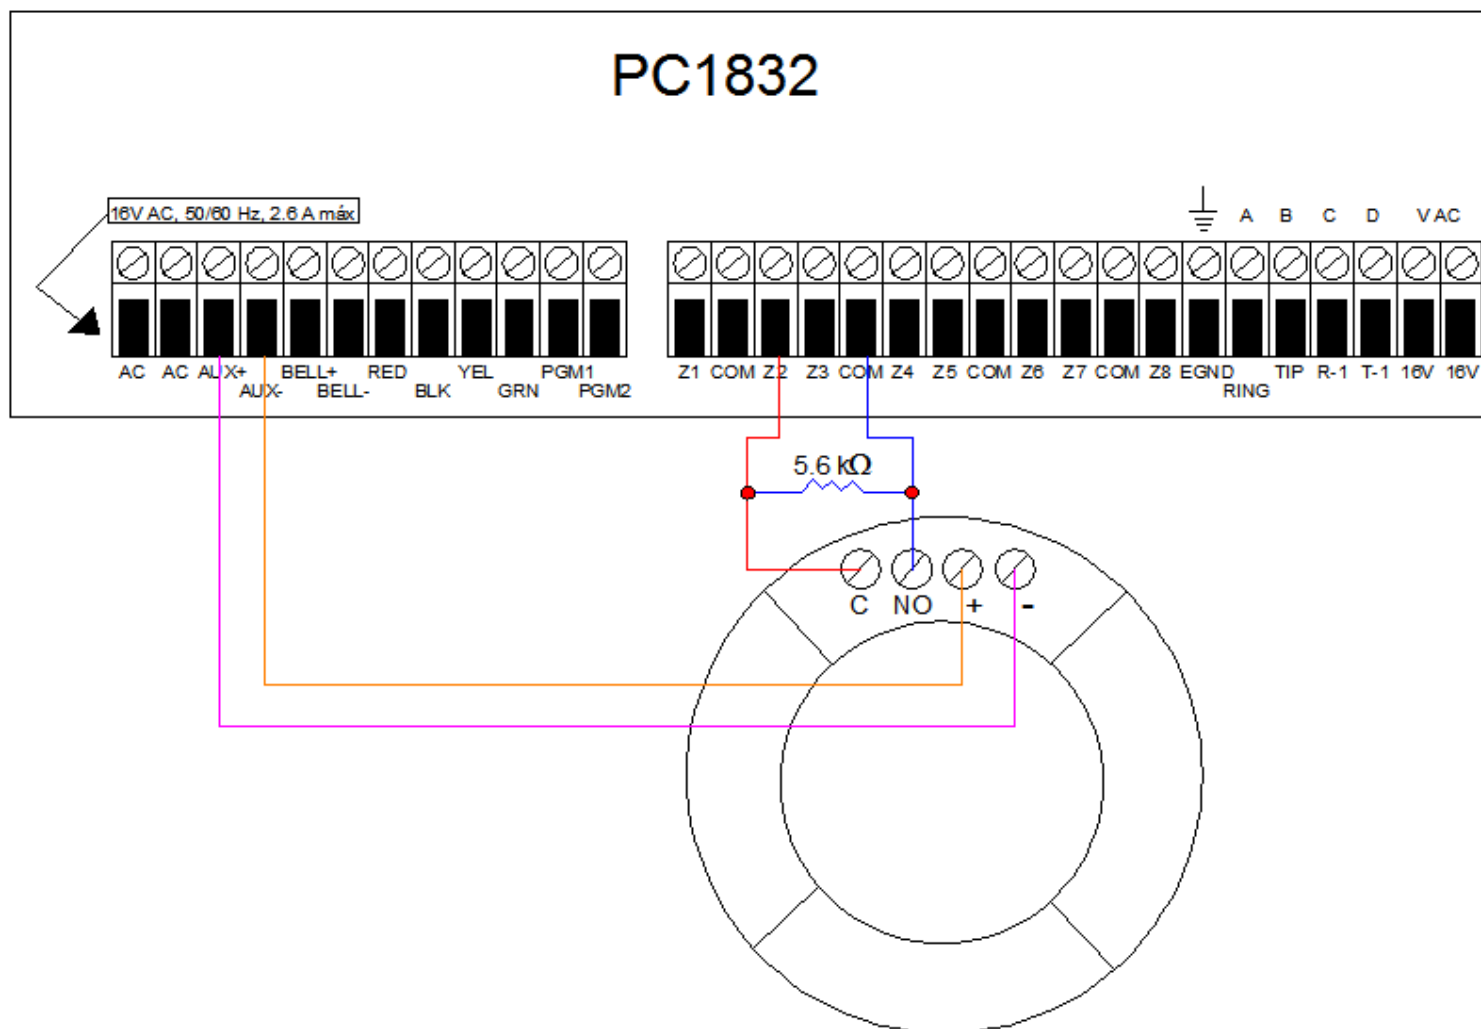 PC1832
16V AC, 50/60 Hz, 2.6 A máx
A B C D V AC
AC AC AUX+ AUX- BELL+ BELL- RED BLK YEL GRN PGM1 PGM2
Z1 COM Z2 Z3 COM Z4 Z5 COM Z6 Z7 COM Z8 EGND RING TIP R-1 T-1 16V 16V
5.6 kΩ
C NO + -